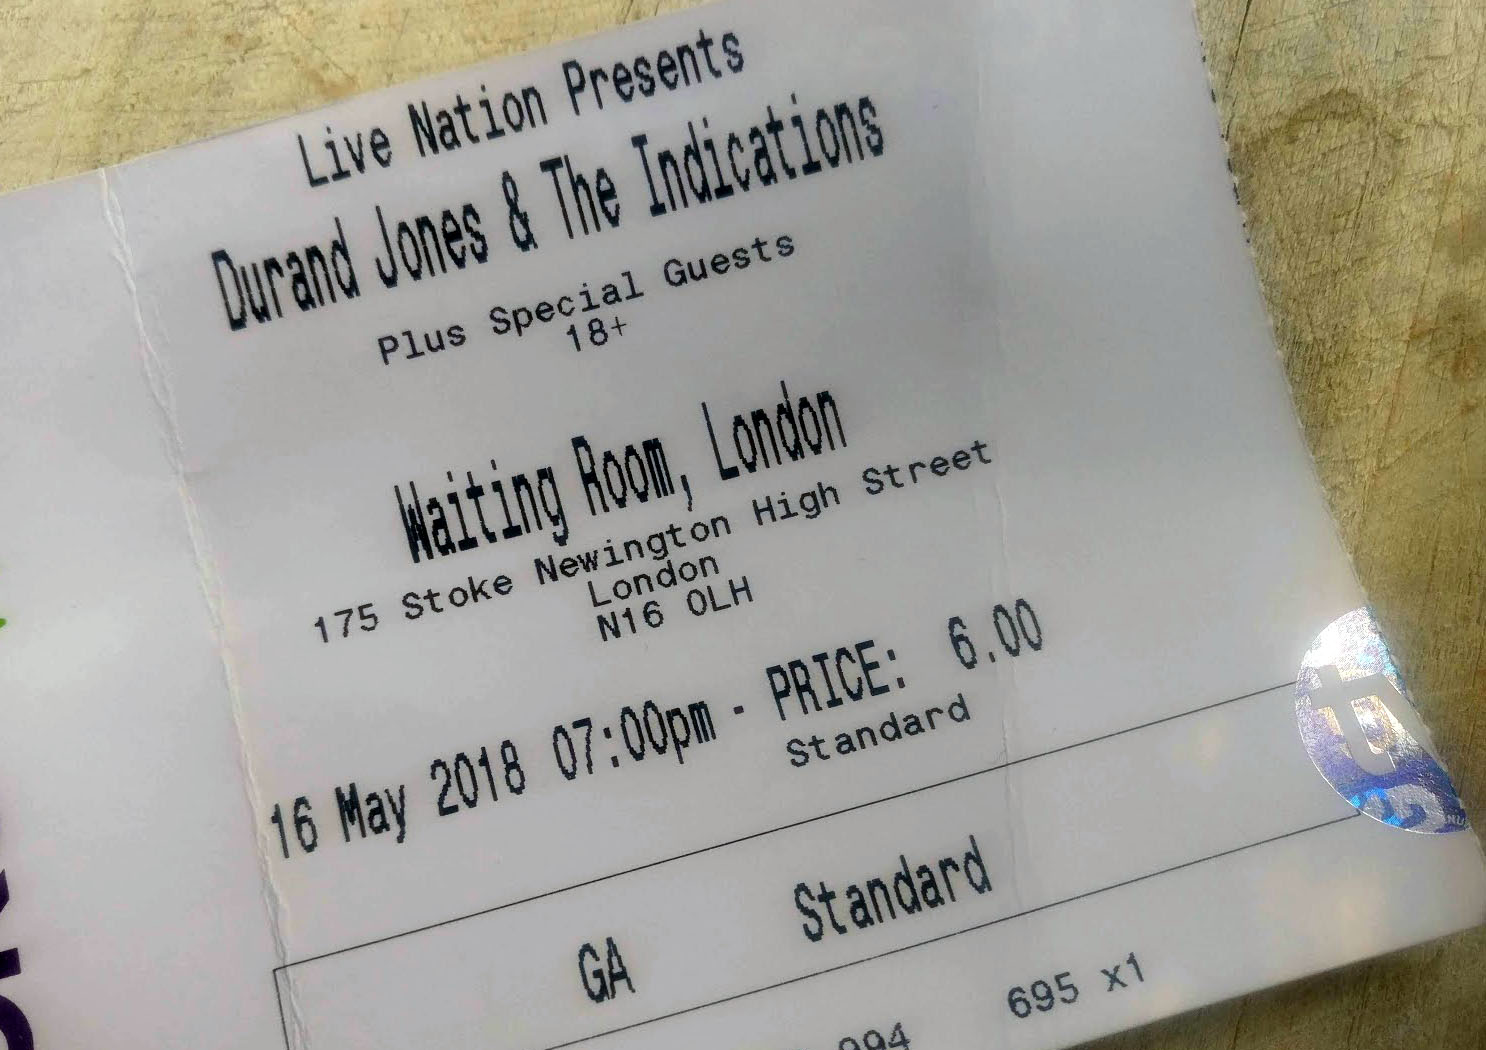 Live Nation Presents
Durand Jones & The Indications
Plus Special Guests
18+
Waiting Room, London
175 Stoke Newington High Street
London
N16 0LH
16 May 2018 07:00pm - PRICE: 6.00
Standard
GA Standard
695 x1